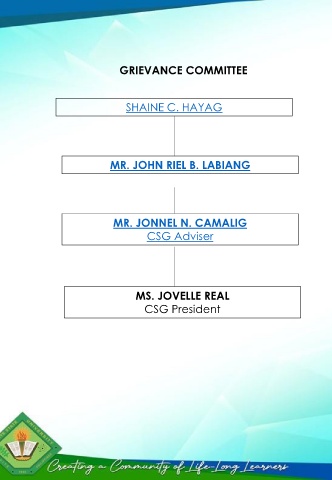 GRIEVANCE COMMITTEE
SHAINE C. HAYAG
MR. JOHN RIEL B. LABIANG
MR. JONNEL N. CAMALIG
CSG Adviser
MS. JOVELLE REAL
CSG President
Creating a Community of Life-Long Learners